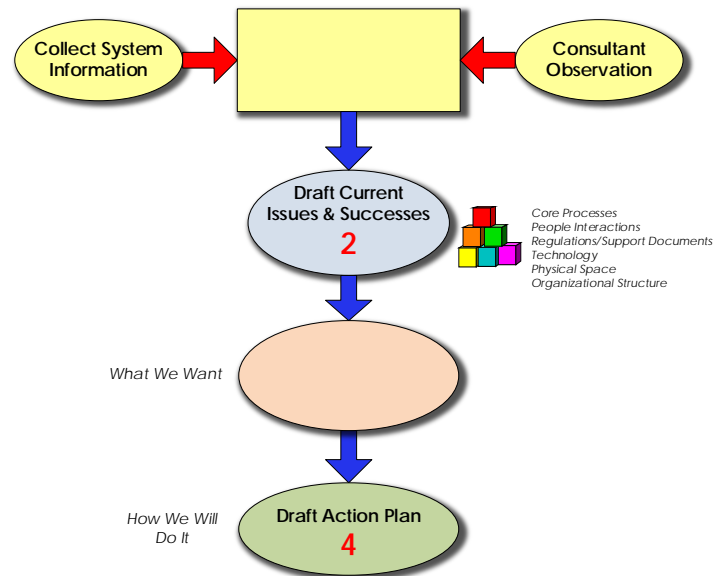 Collect System
Information
Consultant
Observation
Draft Current
Issues & Successes
2
Core Processes
People Interactions
Regulations/Support Documents
Technology
Physical Space
Organizational Structure
What We Want
How We Will
Do It
Draft Action Plan
4